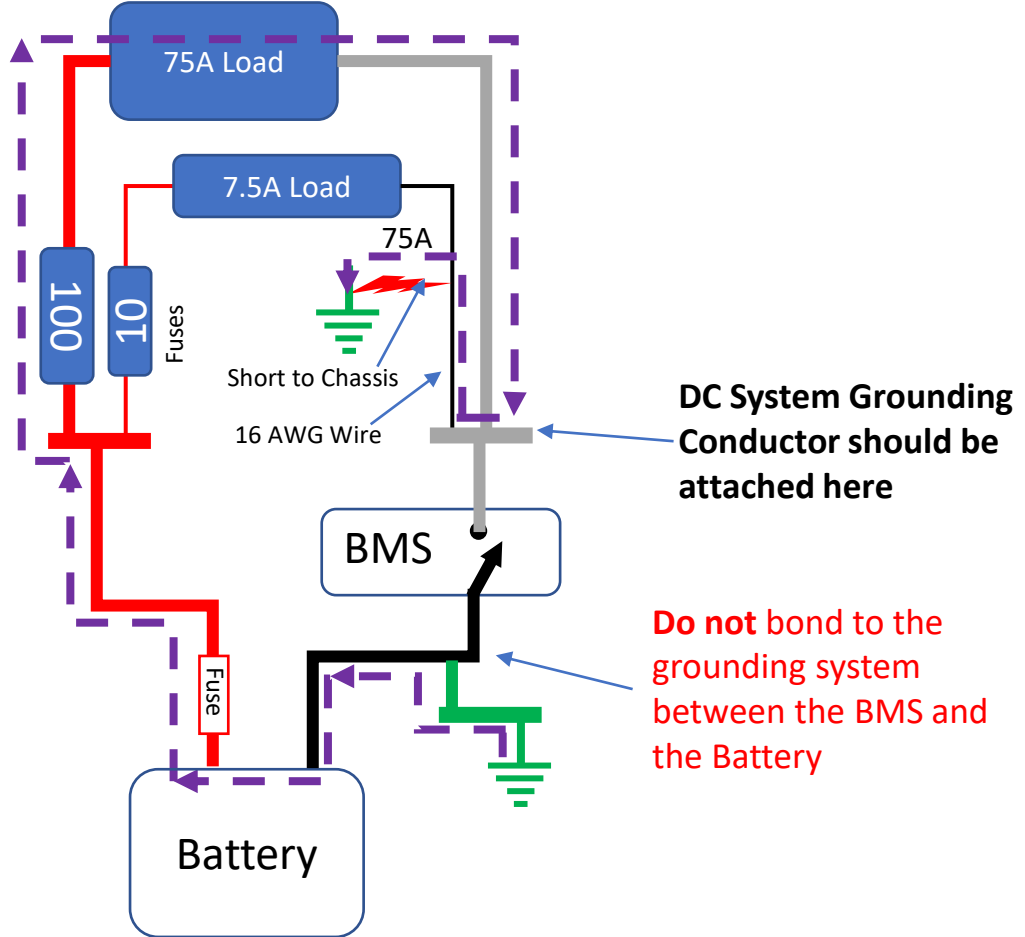 75A Load
7.5A Load
75A
100
10
Fuses
Short to Chassis
16 AWG Wire
DC System Grounding
Conductor should be
attached here
BMS
Do not bond to the
grounding system
between the BMS and
the Battery
Fuse
Battery